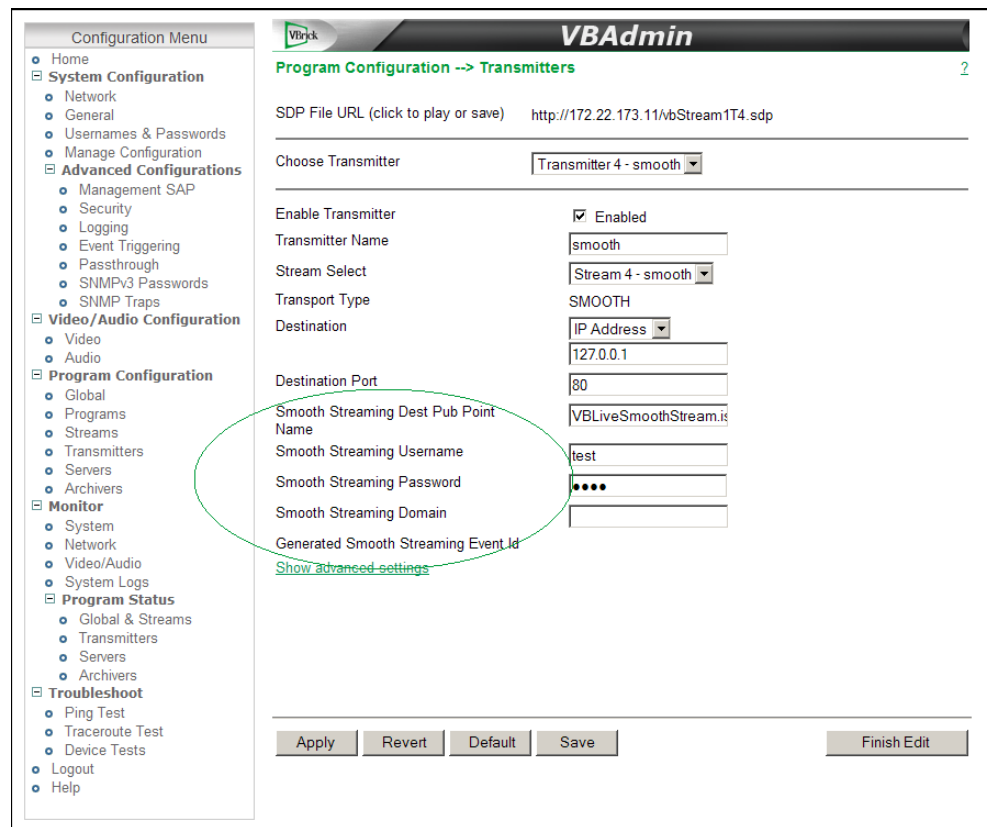 Configuration Menu
Home
System Configuration
Network
General
Usernames & Passwords
Manage Configuration
Advanced Configurations
Management SAP
Security
Logging
Event Triggering
Passthrough
SNMPv3 Passwords
SNMP Traps
Video/Audio Configuration
Video
Audio
Program Configuration
Global
Programs
Streams
Transmitters
Servers
Archivers
Monitor
System
Network
Video/Audio
System Logs
Program Status
Global & Streams
Transmitters
Servers
Archivers
Troubleshoot
Ping Test
Traceroute Test
Device Tests
Logout
Help
VBrick
VBAdmin
Program Configuration --> Transmitters ?
SDP File URL (click to play or save) http://172.22.173.11/vbStream1T4.sdp
Choose Transmitter Transmitter 4 - smooth
Enable Transmitter Enabled
Transmitter Name smooth
Stream Select Stream 4 - smooth
Transport Type SMOOTH
Destination IP Address
127.0.0.1
Destination Port 80
Smooth Streaming Dest Pub Point VBLiveSmoothStream.is
Name
Smooth Streaming Username test
Smooth Streaming Password ●●●●
Smooth Streaming Domain
Generated Smooth Streaming Event Id
Show advanced settings
Apply Revert Default Save Finish Edit